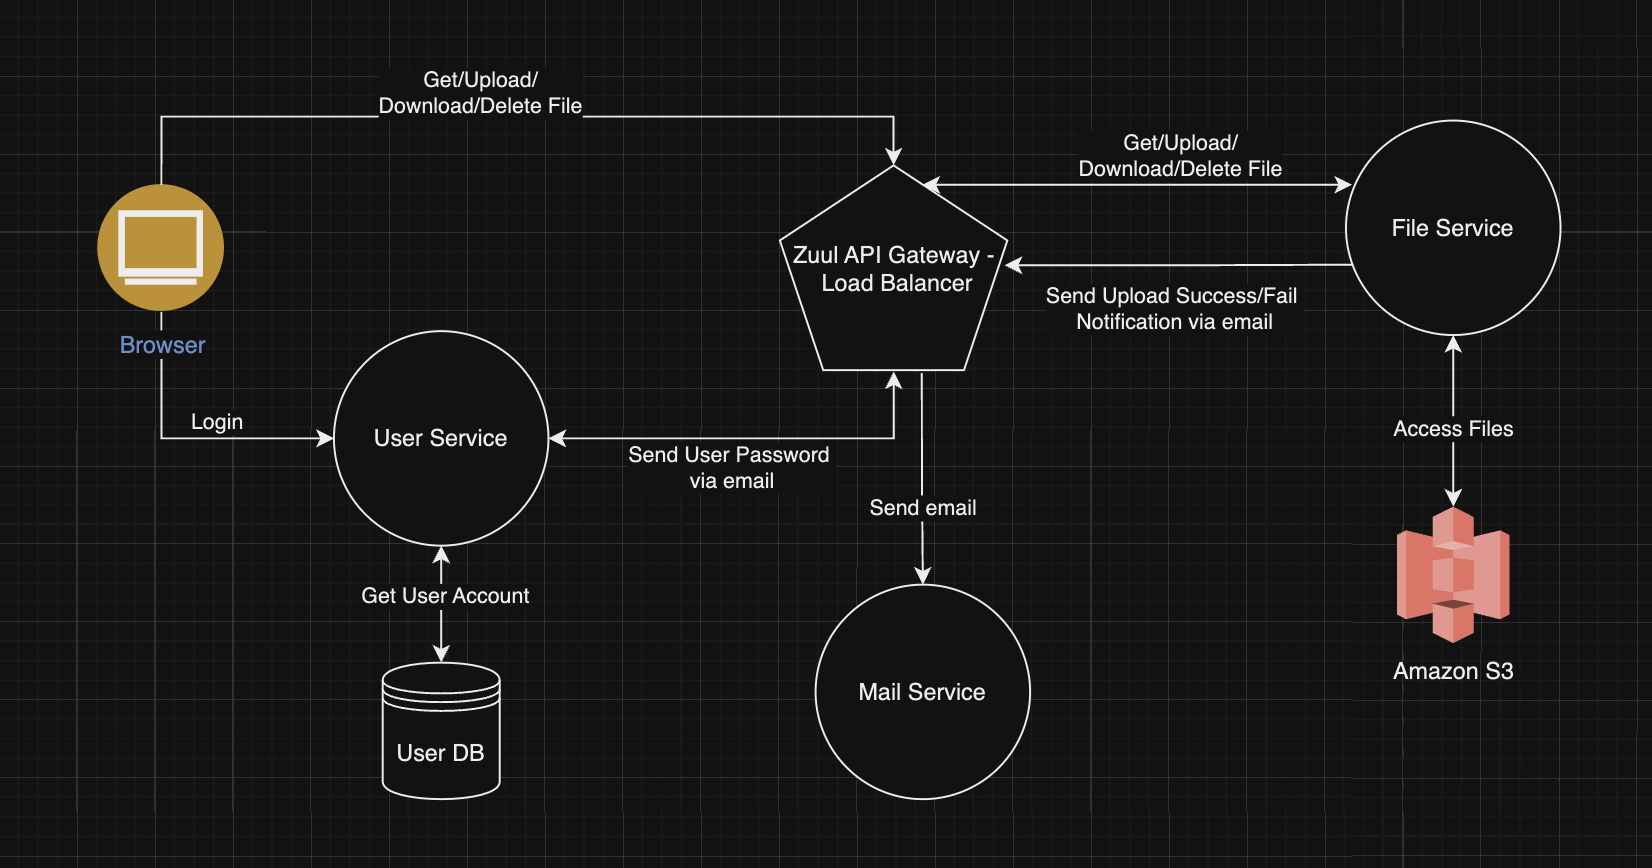 Get/Upload/
Download/Delete File
Get/Upload/
Download/Delete File
File Service
Zuul API Gateway -
Load Balancer
Send Upload Success/Fail
Notification via email
Browser
Login
User Service
Send User Password
via email
Access Files
Send email
Get User Account
Amazon S3
Mail Service
User DB